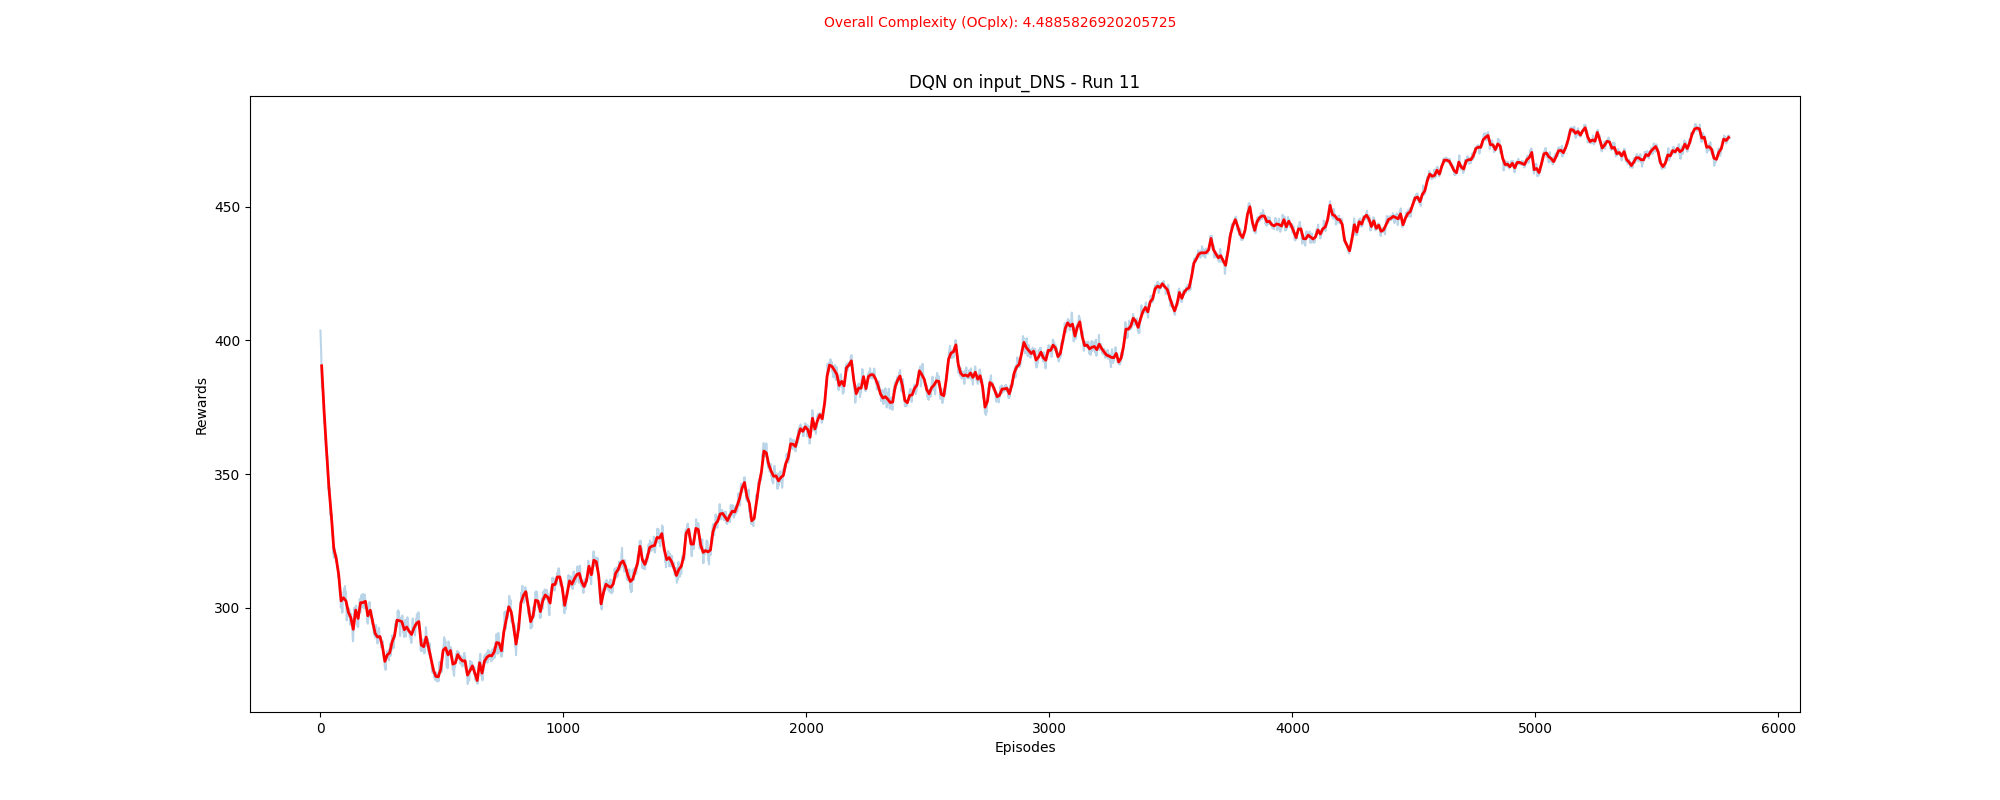 Overall Complexity (OCplx): 4.4885826920205725
DQN on input_DNS - Run 11
Rewards
450
400
350
300
0 1000 2000 3000 4000 5000 6000
Episodes